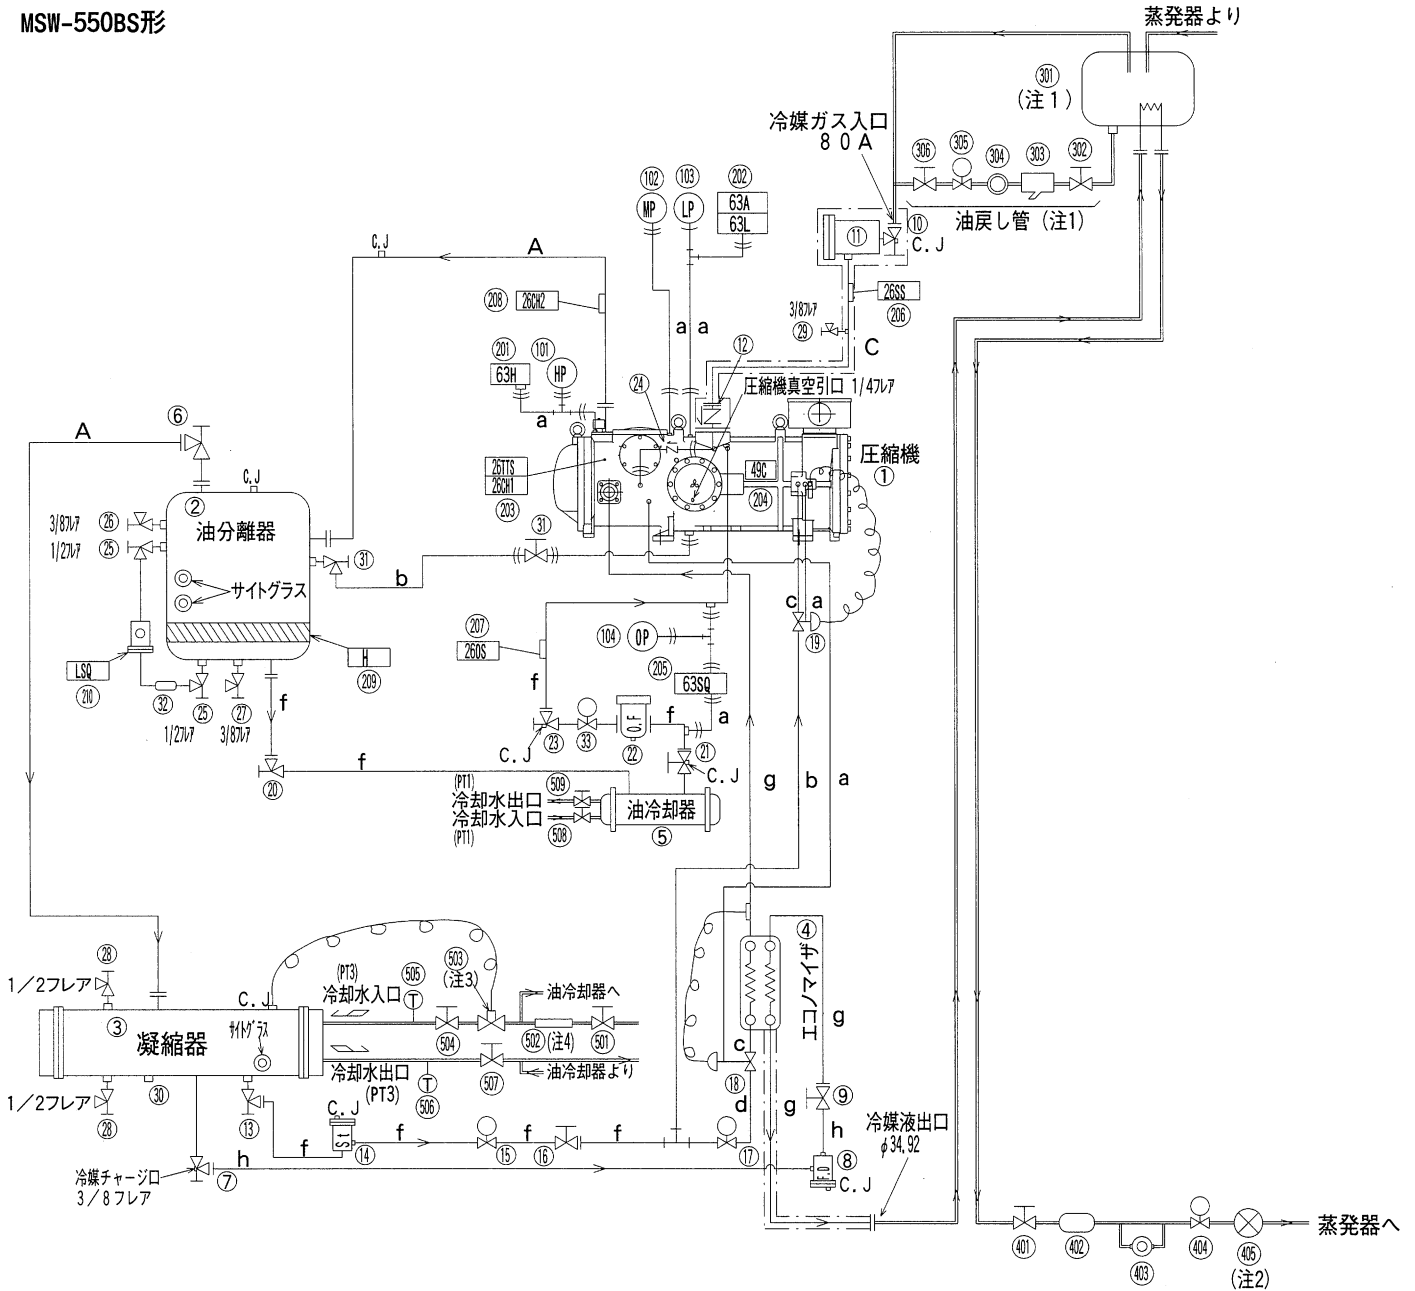 MSW-550BS形
蒸発器より
301
(注1)
冷媒ガス入口
80A
306
305
304
303
302
油戻し管 (注1)
102
103
202
MP
LP
63A
63L
11
10
C.J
C.J
A
208
26CH2
26SS
206
3/8フレア
29
a
a
C
201
101
63H
HP
12
24
圧縮機真空引口 1/4フレア
a
6
A
C.J
2
26TTS
26CH1
203
49C
204
圧縮機
1
3/8フレア
26
1/2フレア
25
油分離器
サイトグラス
31
31
b
c
a
19
207
26OS
104
OP
205
63SQ
LSQ
210
32
25
27
1/2フレア
3/8フレア
H
209
f
f
f
a
O.F
23
33
22
21
C.J
C.J
20
f
(PT1)
509
冷却水出口
冷却水入口
(PT1)
508
油冷却器
5
g
b
a
28
1/2フレア
C.J
3
凝縮器
サイトグラス
(PT3)
冷却水入口
505
T
503
(注3)
油冷却器へ
504
502
(注4)
501
冷却水出口
(PT3)
T
506
507
油冷却器より
4
エコノマイザ
g
c
18
d
g
9
h
1/2フレア
28
30
13
C.J
St
14
f
f
f
f
15
16
17
冷媒チャージ口
3/8フレア
7
h
8
F.D.
C.J
冷媒液出口
φ34.92
401
402
403
404
405
(注2)
蒸発器へ